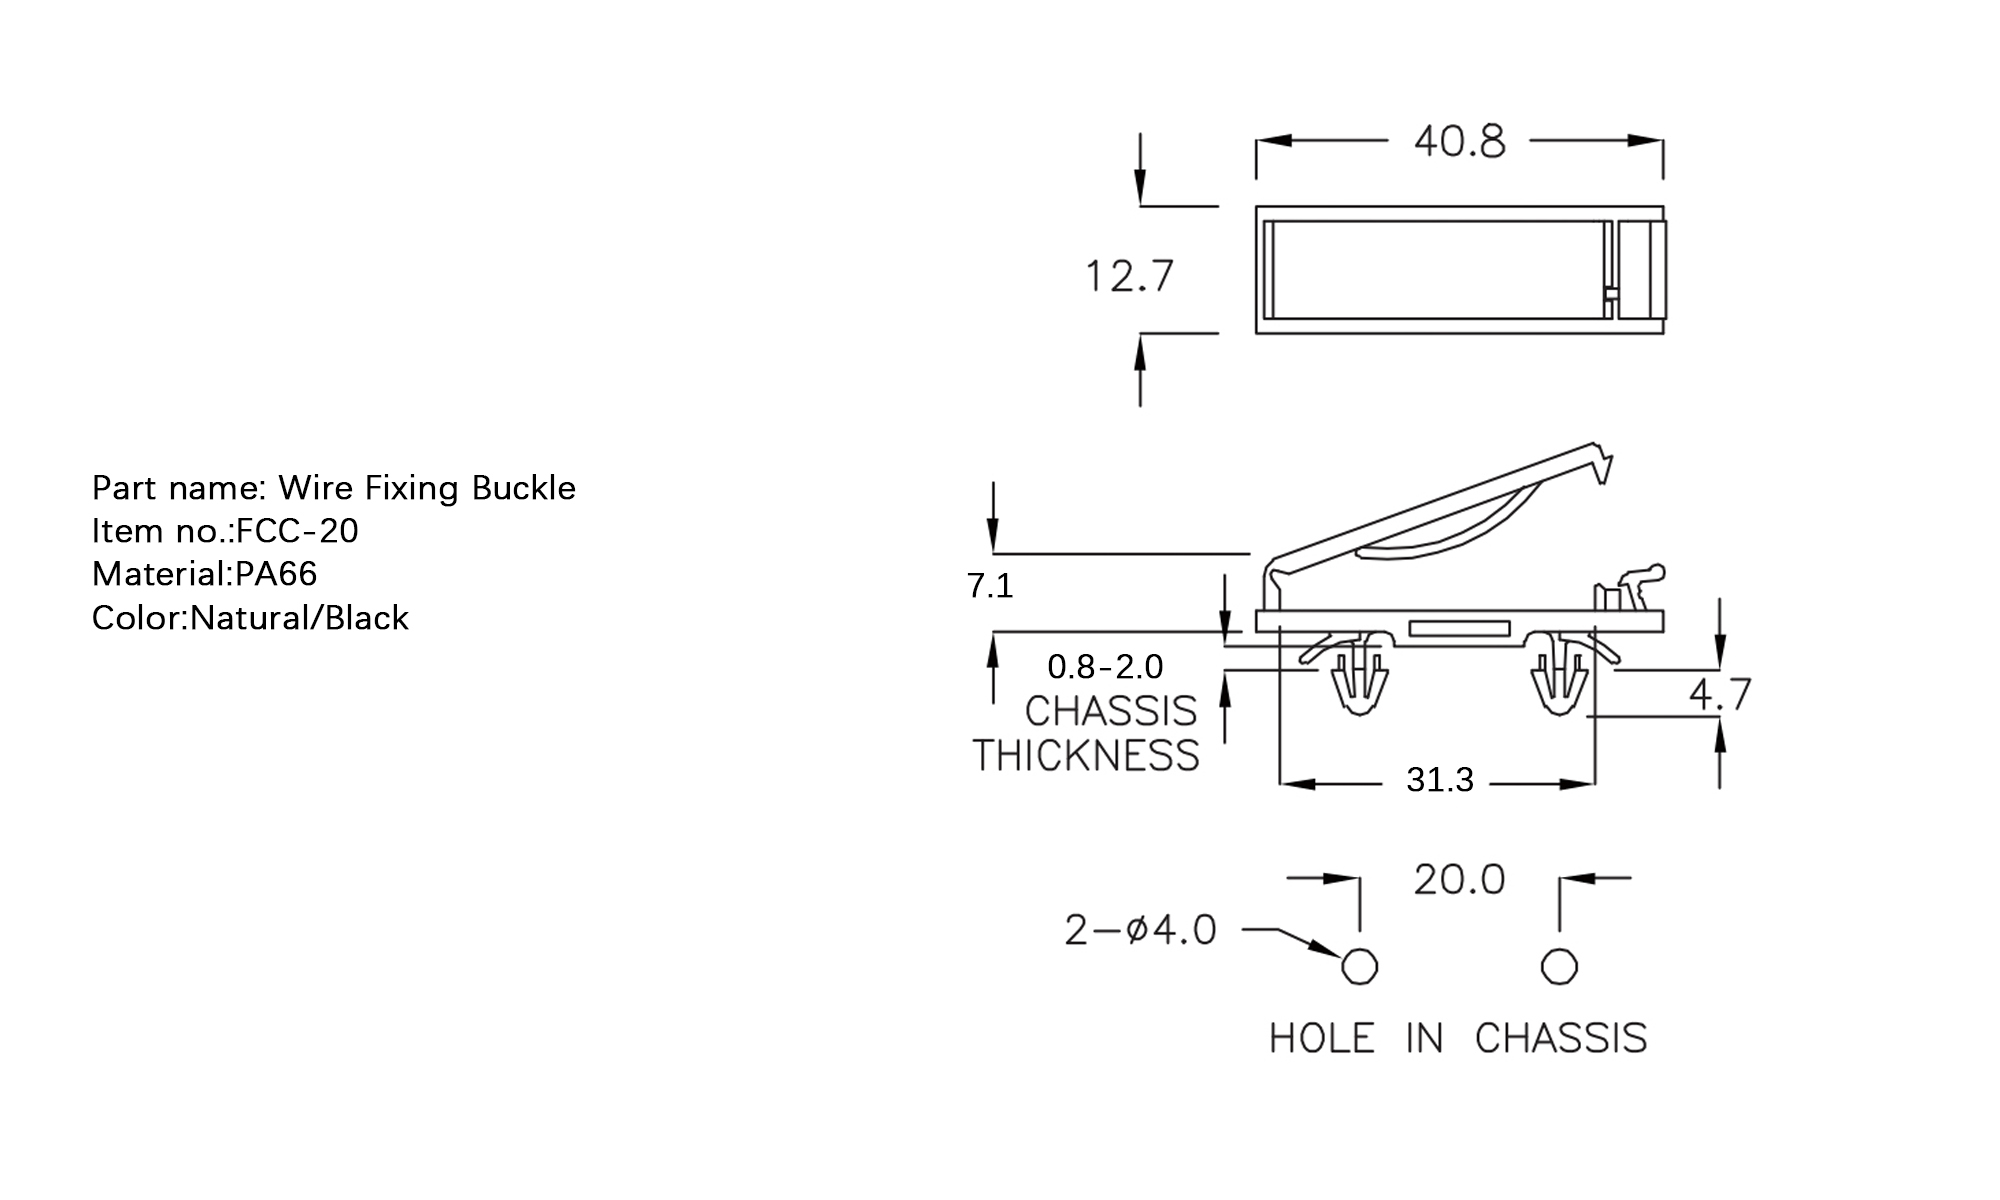 Part name: Wire Fixing Buckle
Item no.:FCC-20
Material:PA66
Color:Natural/Black
40.8
12.7
7.1
0.8-2.0
CHASSIS
THICKNESS
4.7
31.3
20.0
2-ø4.0
HOLE IN CHASSIS